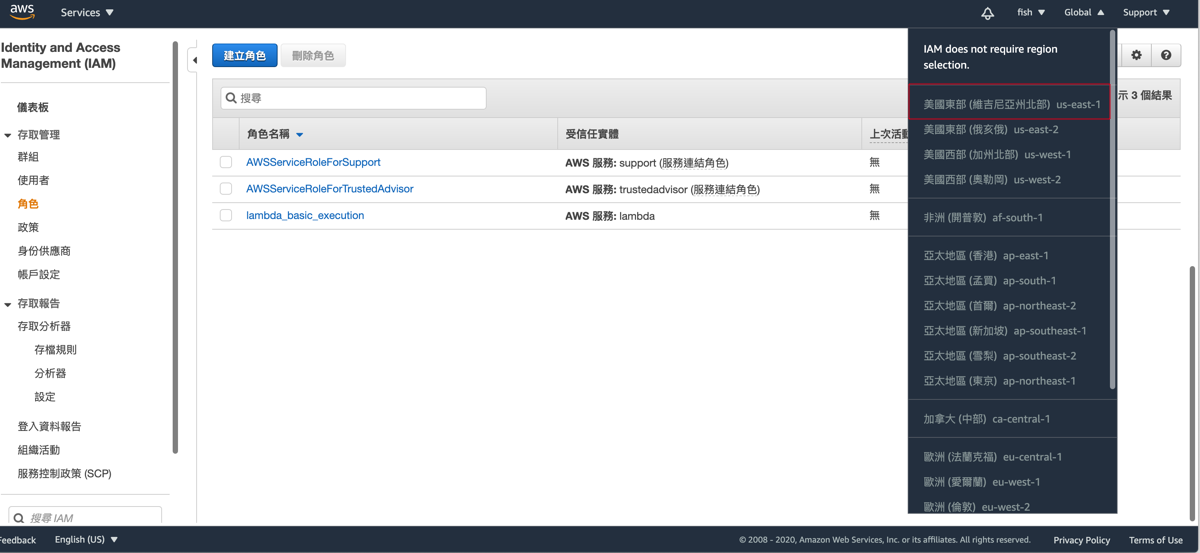 aws
Services
fish
Global
Support
Identity and Access
Management (IAM)
儀表板
存取管理
群組
使用者
角色
政策
身份供應商
帳戶設定
存取報告
存取分析器
存檔規則
分析器
設定
登入資料報告
組織活動
服務控制政策 (SCP)
搜尋 IAM
建立角色
刪除角色
搜尋
示 3 個結果
角色名稱
受信任實體
上次活動
AWSServiceRoleForSupport
AWS 服務: support (服務連結角色)
無
AWSServiceRoleForTrustedAdvisor
AWS 服務: trustedadvisor (服務連結角色)
無
lambda_basic_execution
AWS 服務: lambda
無
IAM does not require region
selection.
美國東部 (維吉尼亞州北部) us-east-1
美國東部 (俄亥俄) us-east-2
美國西部 (加州北部) us-west-1
美國西部 (奧勒岡) us-west-2
非洲 (開普敦) af-south-1
亞太地區 (香港) ap-east-1
亞太地區 (孟買) ap-south-1
亞太地區 (首爾) ap-northeast-2
亞太地區 (新加坡) ap-southeast-1
亞太地區 (雪梨) ap-southeast-2
亞太地區 (東京) ap-northeast-1
加拿大 (中部) ca-central-1
歐洲 (法蘭克福) eu-central-1
歐洲 (愛爾蘭) eu-west-1
歐洲 (倫敦) eu-west-2
Feedback
English (US)
© 2008 - 2020, Amazon Web Services, Inc. or its affiliates. All rights reserved.
Privacy Policy
Terms of Use